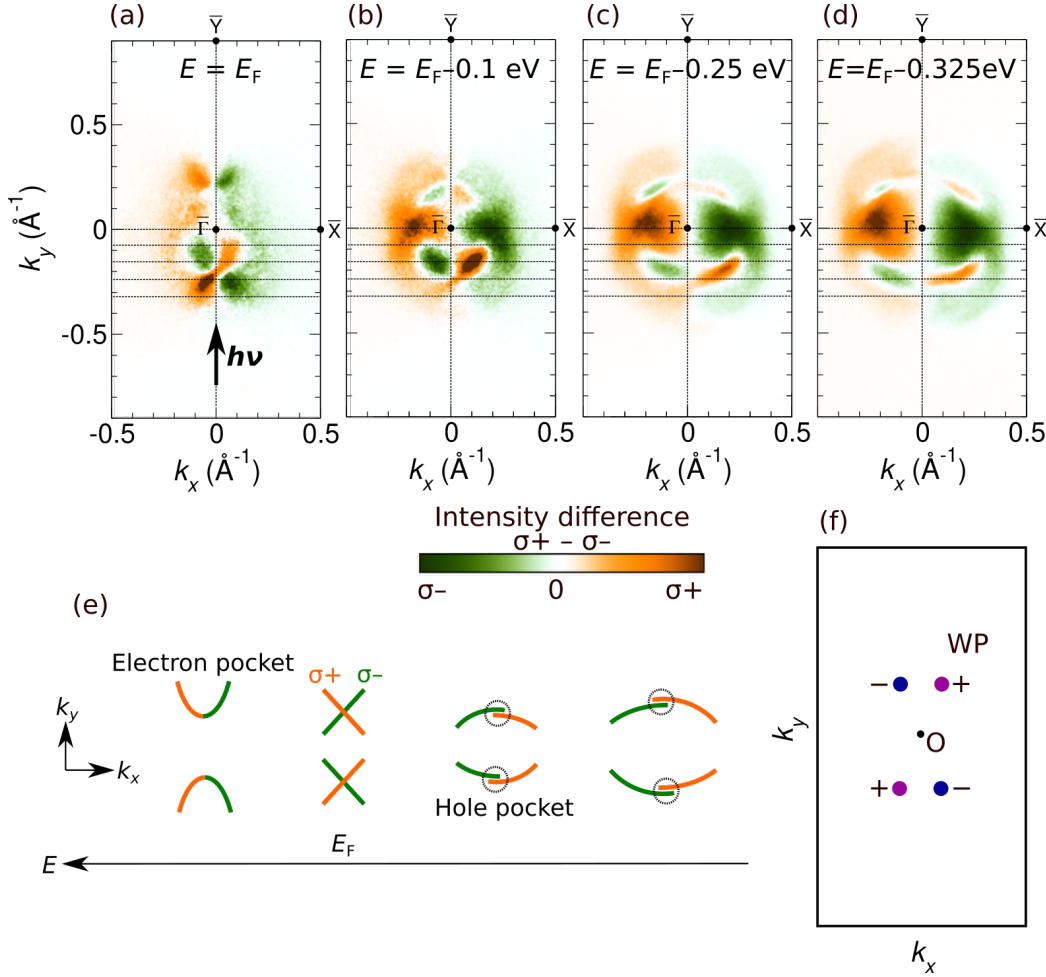 (a) (b) (c) (d)
Y Y Y Y
E = EF E = EF–0.1 eV E = EF–0.25 eV E=EF–0.325eV
0.5
0
-0.5
ky (Å-1)
Γ X Γ X Γ X Γ X
hν
-0.5 0 0.5 0 0.5 0 0.5 0 0.5
kx (Å-1) kx (Å-1) kx (Å-1) kx (Å-1)
Intensity difference
σ+ – σ–
σ– 0 σ+
(e)
Electron pocket σ+ σ–
ky
kx
Hole pocket
EF
E
(f)
WP
– +
O
+ –
ky
kx